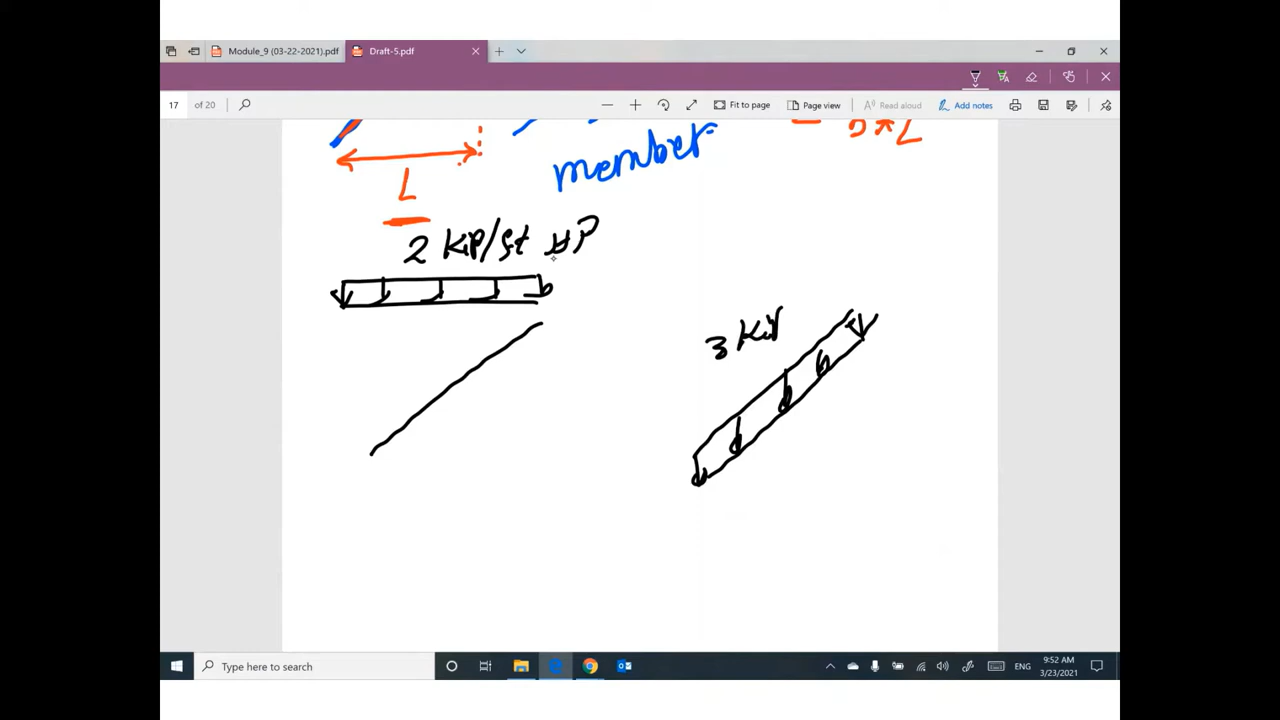 Module_9 (03-22-2021).pdf
Draft-5.pdf
17 of 20
Fit to page
Page view
Read aloud
Add notes
L
member
2 Kip/ft HP
3 Kip
Type here to search
ENG
9:52 AM
3/23/2021